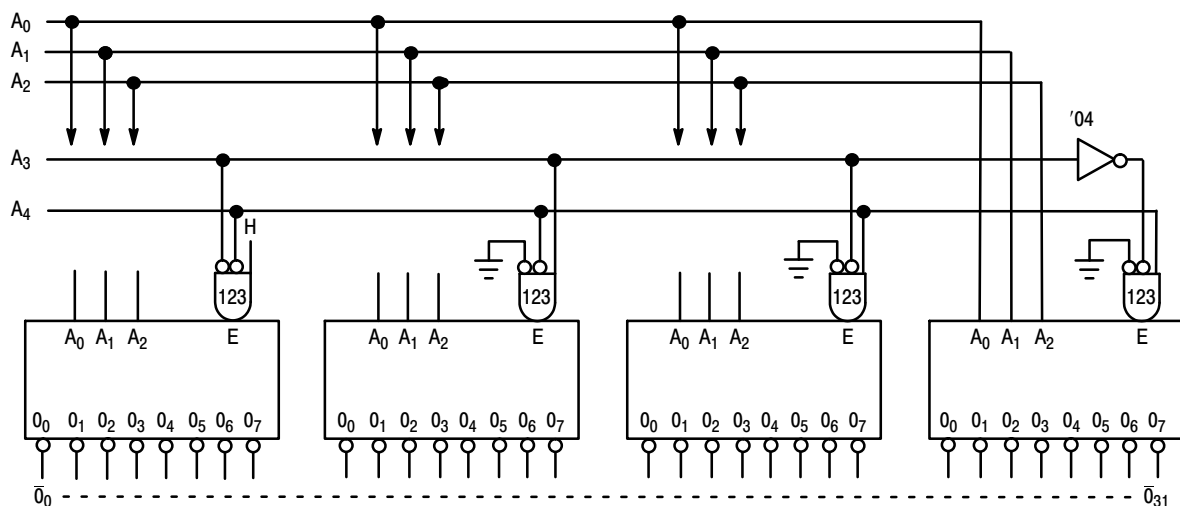 A₀
A₁
A₂
'04
A₃
A₄
H
123 123 123 123
A₀ A₁ A₂ E A₀ A₁ A₂ E A₀ A₁ A₂ E A₀ A₁ A₂ E
0₀ 0₁ 0₂ 0₃ 0₄ 0₅ 0₆ 0₇ 0₀ 0₁ 0₂ 0₃ 0₄ 0₅ 0₆ 0₇ 0₀ 0₁ 0₂ 0₃ 0₄ 0₅ 0₆ 0₇ 0₀ 0₁ 0₂ 0₃ 0₄ 0₅ 0₆ 0₇
0̅₀ 0̅₃₁